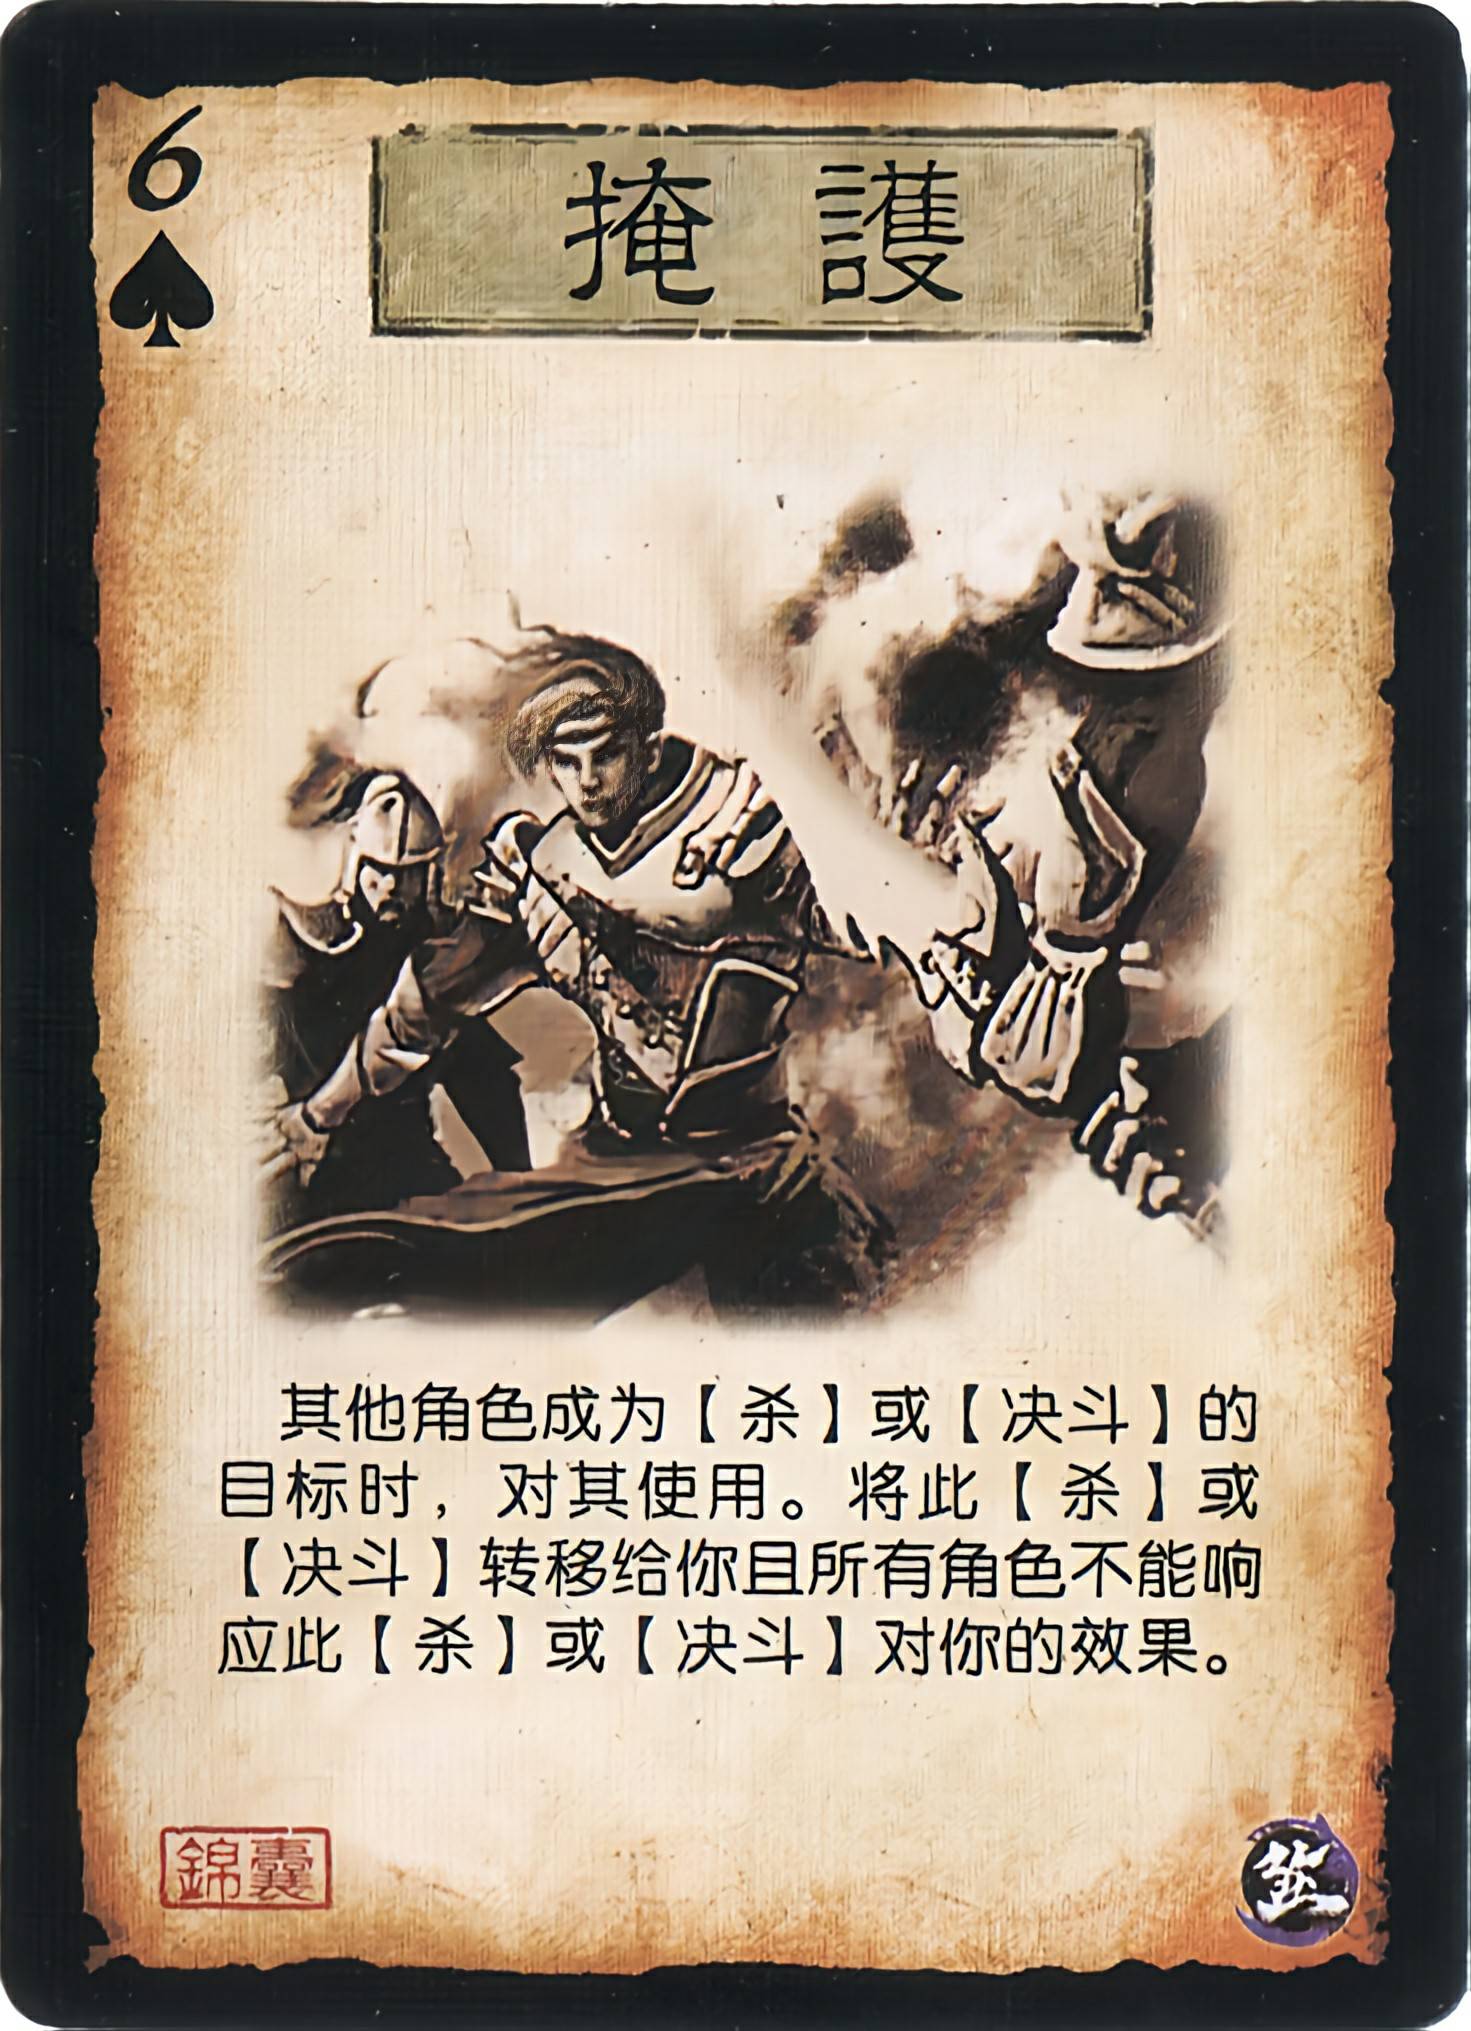 6
掩護
其他角色成为【杀】或【决斗】的
目标时，对其使用。将此【杀】或
【决斗】转移给你且所有角色不能响
应此【杀】或【决斗】对你的效果。
錦囊